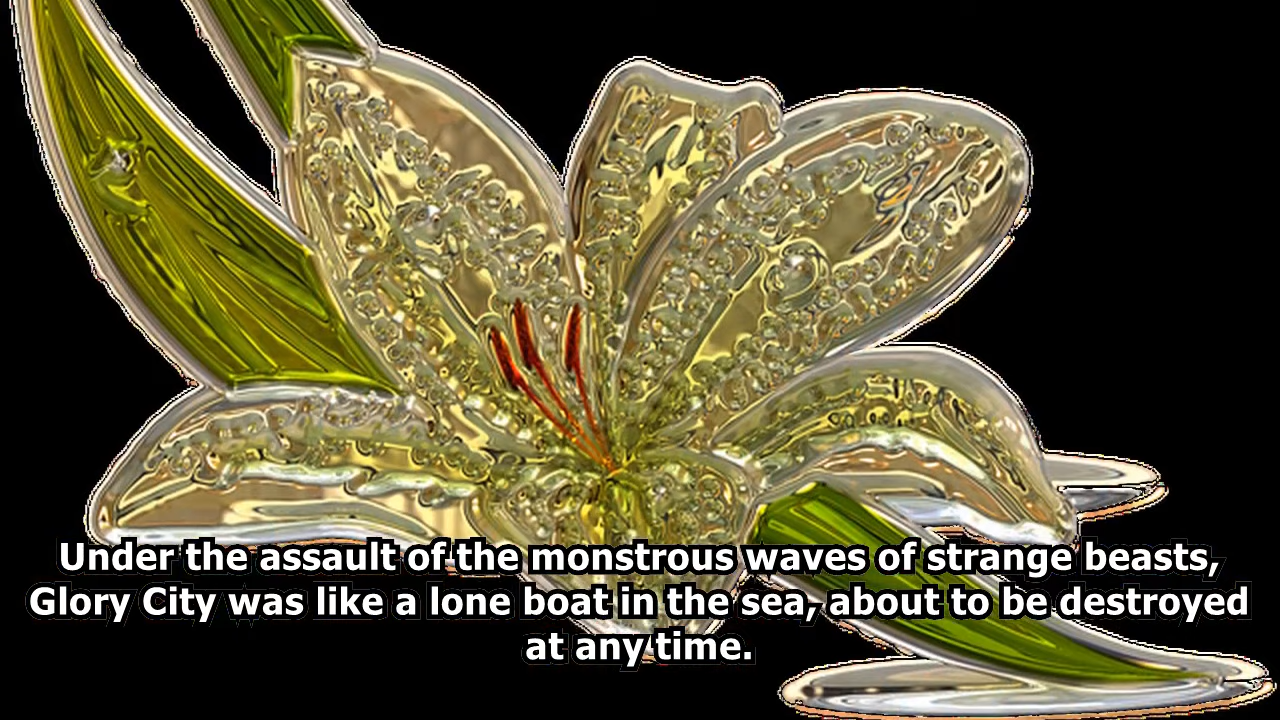 Under the assault of the monstrous waves of strange beasts,
Glory City was like a lone boat in the sea, about to be destroyed
at any time.